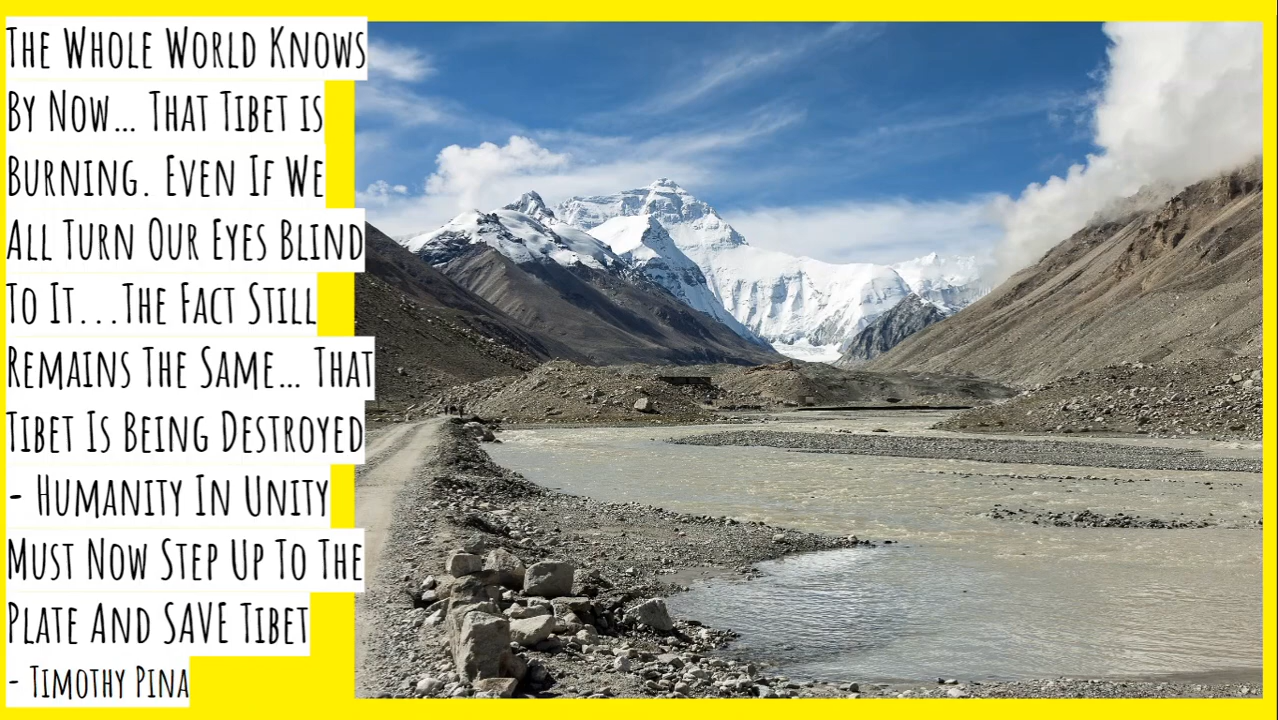 The Whole World Knows
By Now... That Tibet is
Burning. Even If We
All Turn Our Eyes Blind
To It...The Fact Still
Remains The Same... That
Tibet Is Being Destroyed
- Humanity In Unity
Must Now Step Up To The
Plate And SAVE Tibet
- Timothy Pina